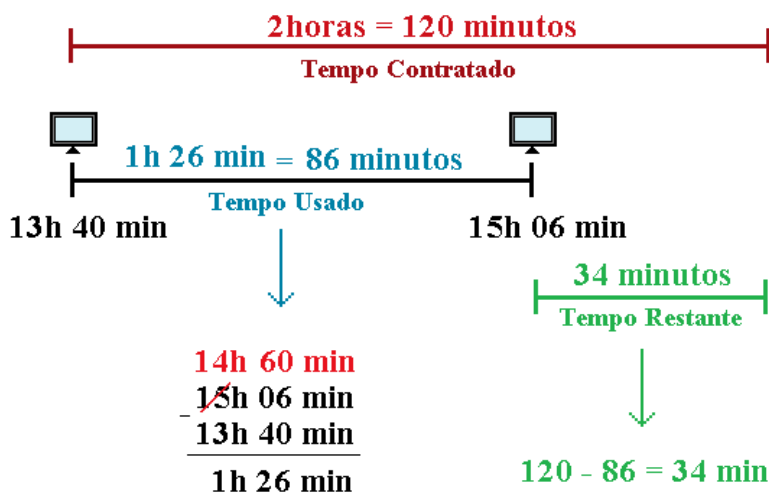 2horas = 120 minutos
Tempo Contratado
1h 26 min = 86 minutos
Tempo Usado
13h 40 min
15h 06 min
34 minutos
Tempo Restante
14h 60 min
15h 06 min
- 13h 40 min
1h 26 min
120 - 86 = 34 min